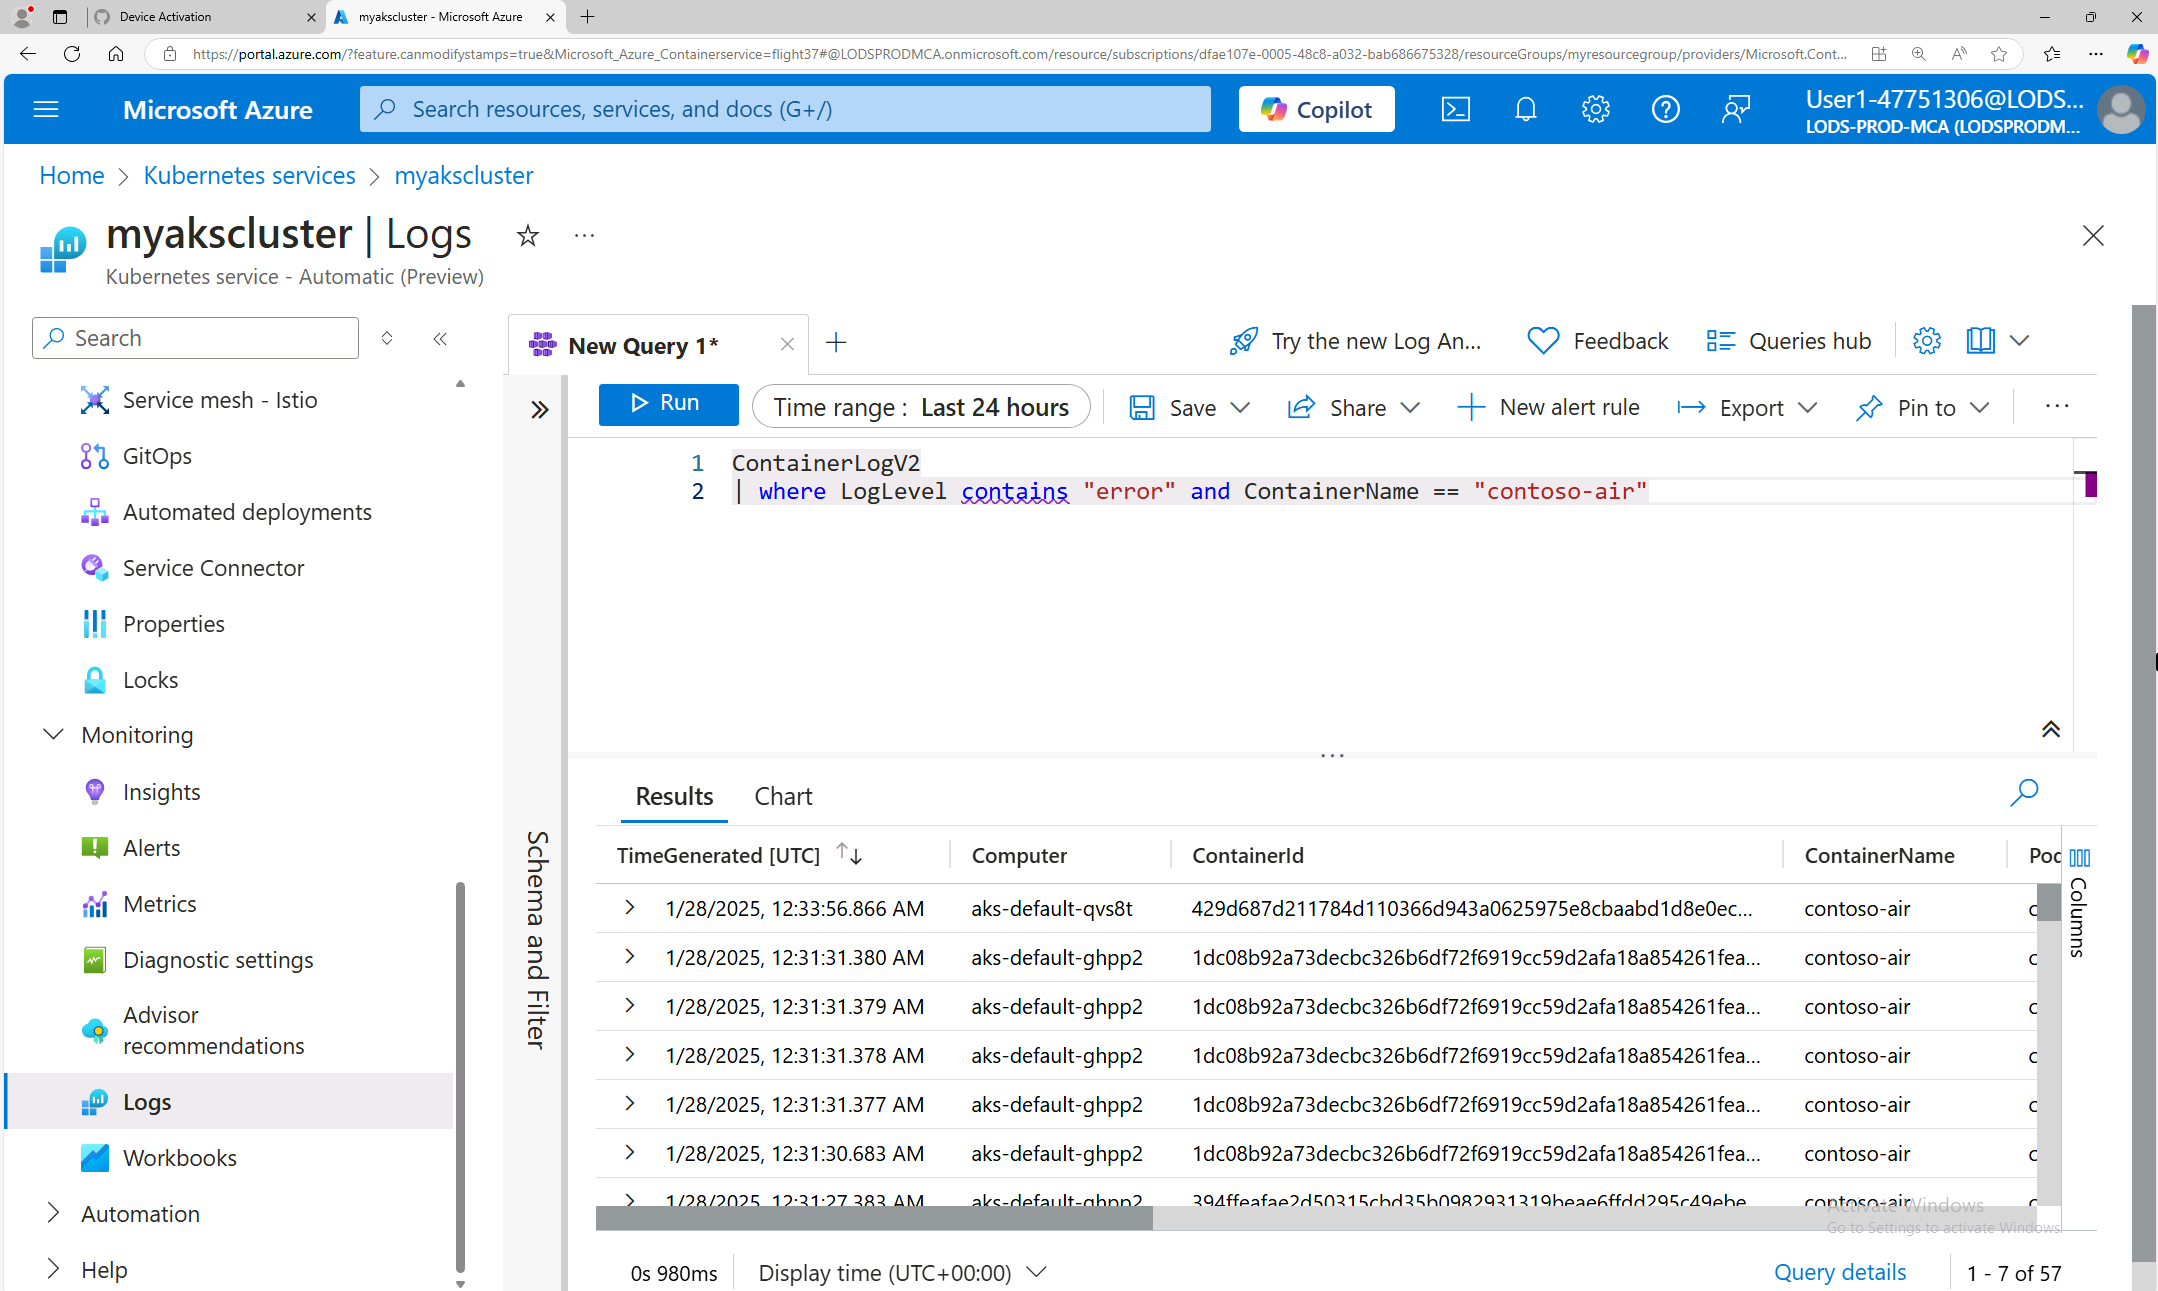 Device Activation
myakscluster - Microsoft Azure
https://portal.azure.com/?feature.canmodifystamps=true&Microsoft_Azure_Containerservice=flight37#@LODSPRODMCA.onmicrosoft.com/resource/subscriptions/dfae107e-0005-48c8-a032-bab686675328/resourceGroups/myresourcegroup/providers/Microsoft.Cont...
Microsoft Azure
Search resources, services, and docs (G+/)
Copilot
User1-47751306@LODS...
LODS-PROD-MCA (LODSPRODM...
Home > Kubernetes services > myakscluster
myakscluster | Logs
Kubernetes service - Automatic (Preview)
Search
Service mesh - Istio
GitOps
Automated deployments
Service Connector
Properties
Locks
Monitoring
Insights
Alerts
Metrics
Diagnostic settings
Advisor
recommendations
Logs
Workbooks
Automation
Help
New Query 1*
Try the new Log An...
Feedback
Queries hub
Run
Time range : Last 24 hours
Save
Share
New alert rule
Export
Pin to
1 ContainerLogV2
2 | where LogLevel contains "error" and ContainerName == "contoso-air"
Schema and Filter
Results
Chart
TimeGenerated [UTC] Computer ContainerId ContainerName
1/28/2025, 12:33:56.866 AM aks-default-qvs8t 429d687d211784d110366d943a0625975e8cbaabd1d8e0ec... contoso-air c
1/28/2025, 12:31:31.380 AM aks-default-ghpp2 1dc08b92a73decbc326b6df72f6919cc59d2afa18a854261fea... contoso-air c
1/28/2025, 12:31:31.379 AM aks-default-ghpp2 1dc08b92a73decbc326b6df72f6919cc59d2afa18a854261fea... contoso-air c
1/28/2025, 12:31:31.378 AM aks-default-ghpp2 1dc08b92a73decbc326b6df72f6919cc59d2afa18a854261fea... contoso-air c
1/28/2025, 12:31:31.377 AM aks-default-ghpp2 1dc08b92a73decbc326b6df72f6919cc59d2afa18a854261fea... contoso-air c
1/28/2025, 12:31:30.683 AM aks-default-ghpp2 1dc08b92a73decbc326b6df72f6919cc59d2afa18a854261fea... contoso-air c
1/28/2025, 12:31:27.383 AM aks-default-ghpp2 394ffeafae2d50315cbd35b0982931319beae6ffdd295c49ebe contoso-air
Columns
Activate Windows
Go to Settings to activate Windows.
0s 980ms
Display time (UTC+00:00)
Query details
1 - 7 of 57